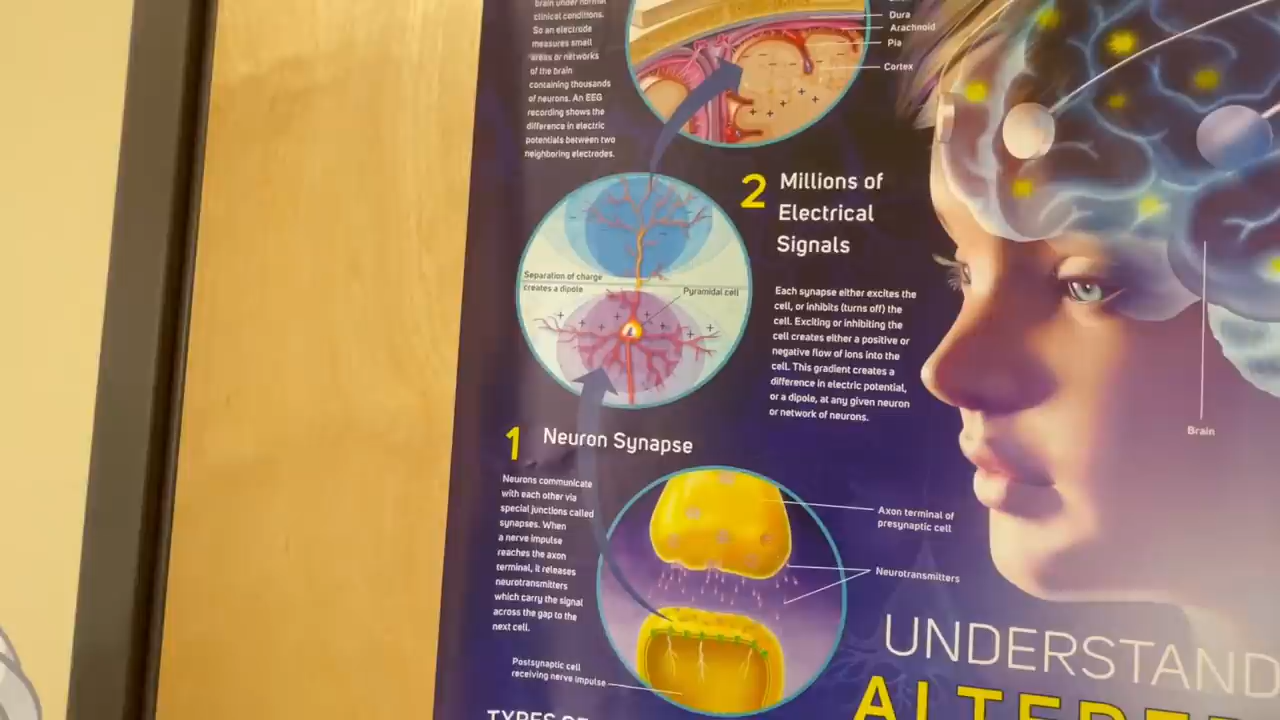 brain under normal
clinical conditions.
So an electrode
measures small
areas or networks
of the brain
containing thousands
of neurons. An EEG
recording shows the
difference in electric
potentials between two
neighboring electrodes.
Dura
Arachnoid
Pia
Cortex
2 Millions of
Electrical
Signals
Separation of charge
creates a dipole
Pyramidal cell
Each synapse either excites the
cell, or inhibits (turns off) the
cell. Exciting or inhibiting the
cell creates either a positive or
negative flow of ions into the
cell. This gradient creates a
difference in electric potential,
or a dipole, at any given neuron
or network of neurons.
Brain
1 Neuron Synapse
Neurons communicate
with each other via
special junctions called
synapses. When
a nerve impulse
reaches the axon
terminal, it releases
neurotransmitters
which carry the signal
across the gap to the
next cell.
Axon terminal of
presynaptic cell
Neurotransmitters
Postsynaptic cell
receiving nerve impulse
UNDERSTAND
TYPES OF